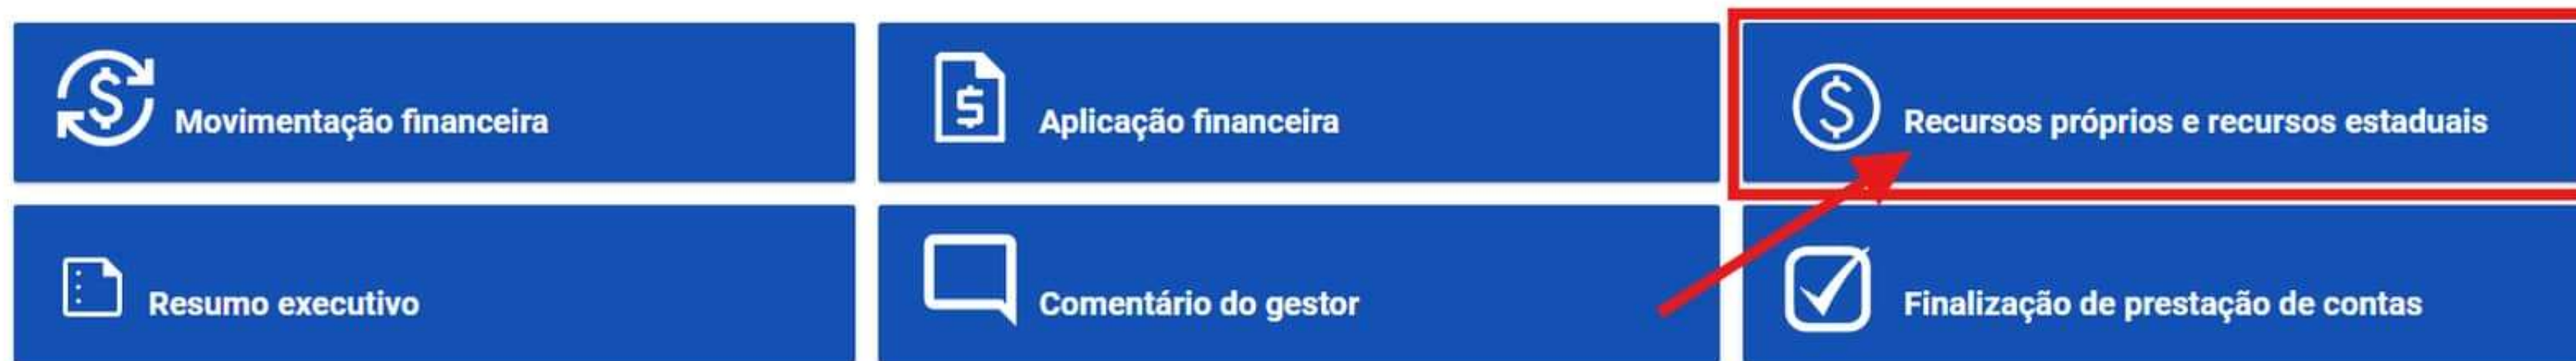 Movimentação financeira
Aplicação financeira
Recursos próprios e recursos estaduais
Resumo executivo
Comentário do gestor
Finalização de prestação de contas